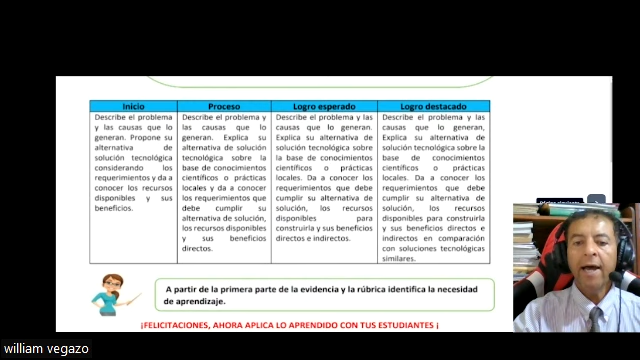 Inicio
Describe el problema
y las causas que lo
generan. Propone su
alternativa de
solución tecnológica
considerando los
requerimientos y da a
conocer los recursos
disponibles y sus
beneficios.
Proceso
Describe el problema y
las causas que lo
generan. Explica su
alternativa de solución
tecnológica sobre la
base de conocimientos
científicos o prácticas
locales y da a conocer
los requerimientos que
debe cumplir su
alternativa de solución,
los recursos disponibles
y sus beneficios
directos.
Logro esperado
Describe el problema y las
causas que lo generan.
Explica su alternativa de
solución tecnológica sobre
la base de conocimientos
científicos o prácticas
locales. Da a conocer los
requerimientos que debe
cumplir su alternativa de
solución, los recursos
disponibles para
construirla y sus beneficios
directos e indirectos.
Logro destacado
Describe el problema y las
causas que lo generan,
Explica su alternativa de
solución tecnológica sobre la
base de conocimientos
científicos o prácticas
locales. Da a conocer los
requerimientos que debe
cumplir su alternativa de
solución, los recursos
disponibles para construirla
y sus beneficios directos e
indirectos en comparación
con soluciones tecnológicas
similares.
A partir de la primera parte de la evidencia y la rúbrica identifica la necesidad
de aprendizaje.
¡FELICITACIONES, AHORA APLICA LO APRENDIDO CON TUS ESTUDIANTES ¡
william vegazo